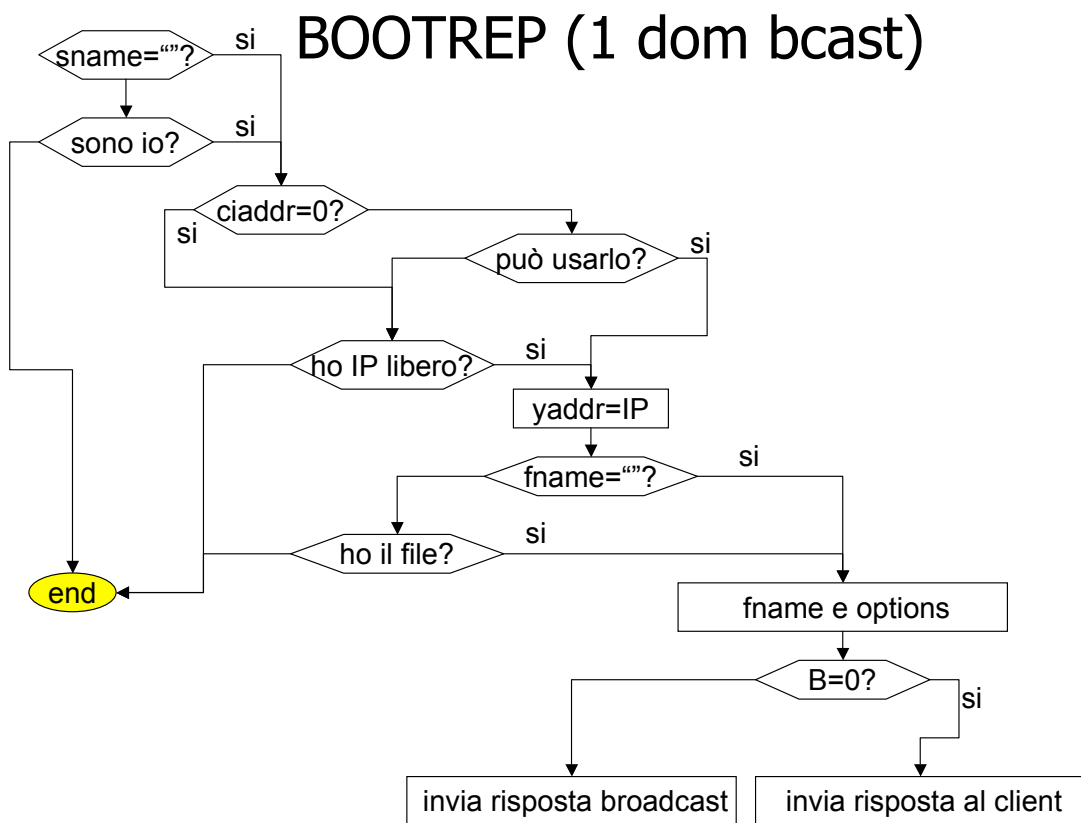 BOOTREP (1 dom bcast)
sname=“”?
si
sono io?
si
ciaddr=0?
si
può usarlo?
si
ho IP libero?
si
yaddr=IP
fname=“”?
si
ho il file?
si
end
fname e options
B=0?
si
invia risposta broadcast
invia risposta al client